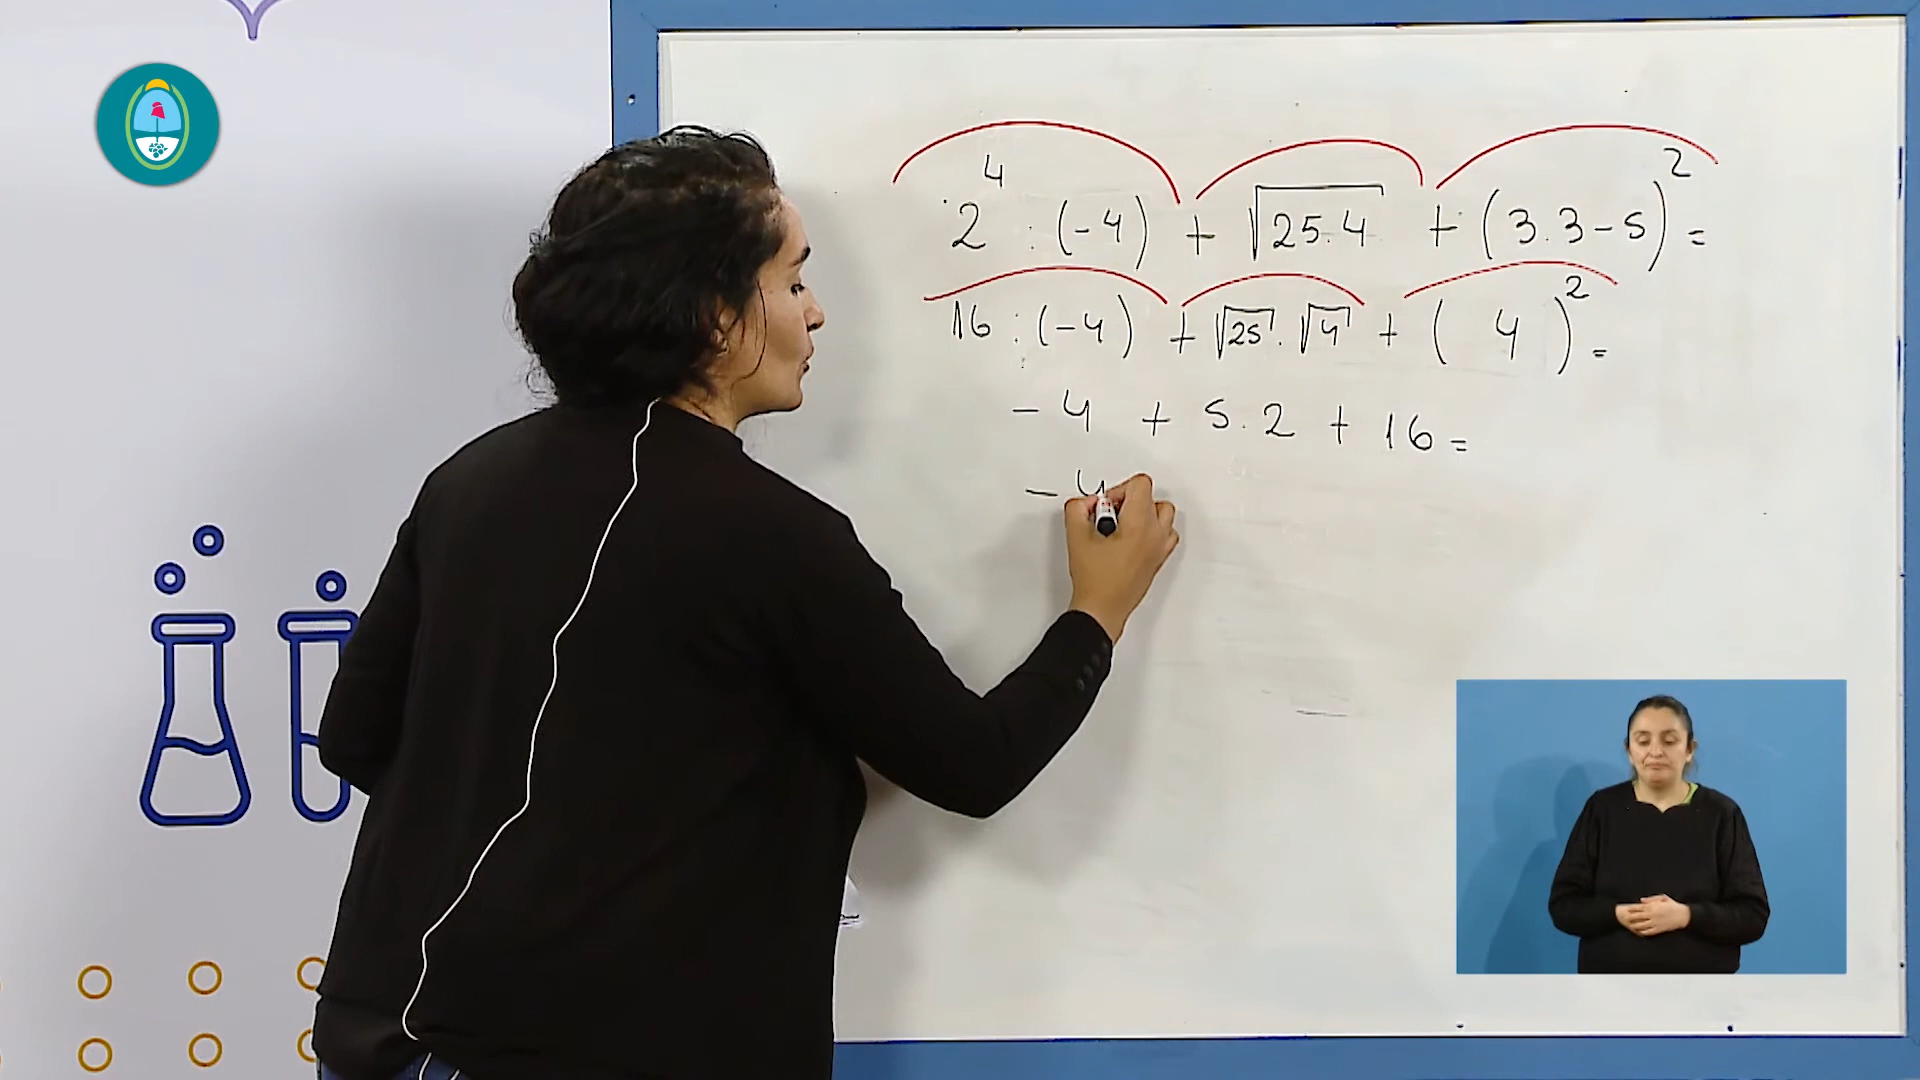 2⁴ : (-4) + √25.4 + (3.3-5)² =
16 : (-4) + √25 . √4 + ( 4 )² =
-4 + 5.2 + 16 =
-4